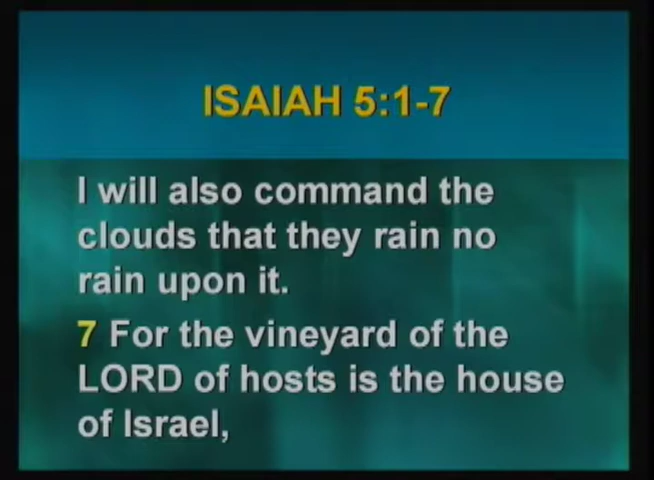 ISAIAH 5:1-7
I will also command the
clouds that they rain no
rain upon it.
7 For the vineyard of the
LORD of hosts is the house
of Israel,